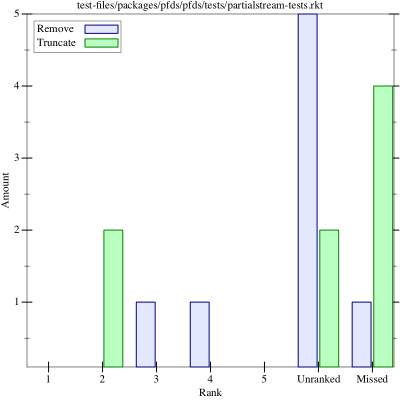 test-files/packages/pfds/pfds/tests/partialstream-tests.rkt
Remove
Truncate
5
4
3
2
1
Amount
1 2 3 4 5 Unranked Missed
Rank